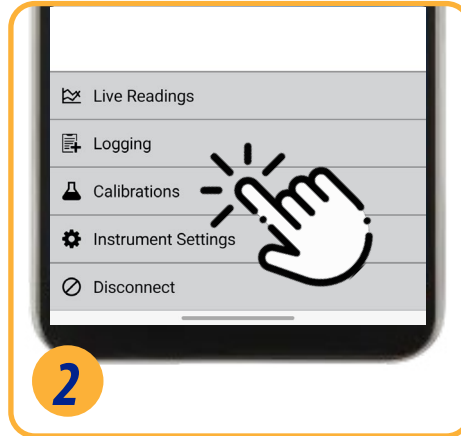 Live Readings
Logging
Calibrations
Instrument Settings
Disconnect
2